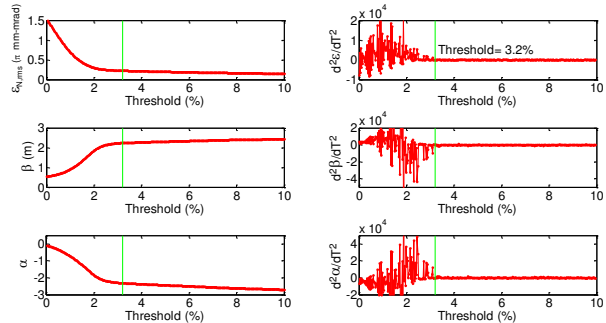 ε_N,rms (π mm-mrad)
1.5
1
0.5
0
0 2 4 6 8 10
Threshold (%)
x 10^4
d²ε/dT²
2
1
0
-1
Threshold= 3.2%
0 2 4 6 8 10
Threshold (%)
β (m)
3
2
1
0
0 2 4 6 8 10
Threshold (%)
x 10^4
d²β/dT²
2
0
-2
-4
0 2 4 6 8 10
Threshold (%)
α
0
-1
-2
-3
0 2 4 6 8 10
Threshold (%)
x 10^4
d²α/dT²
4
2
0
-2
0 2 4 6 8 10
Threshold (%)